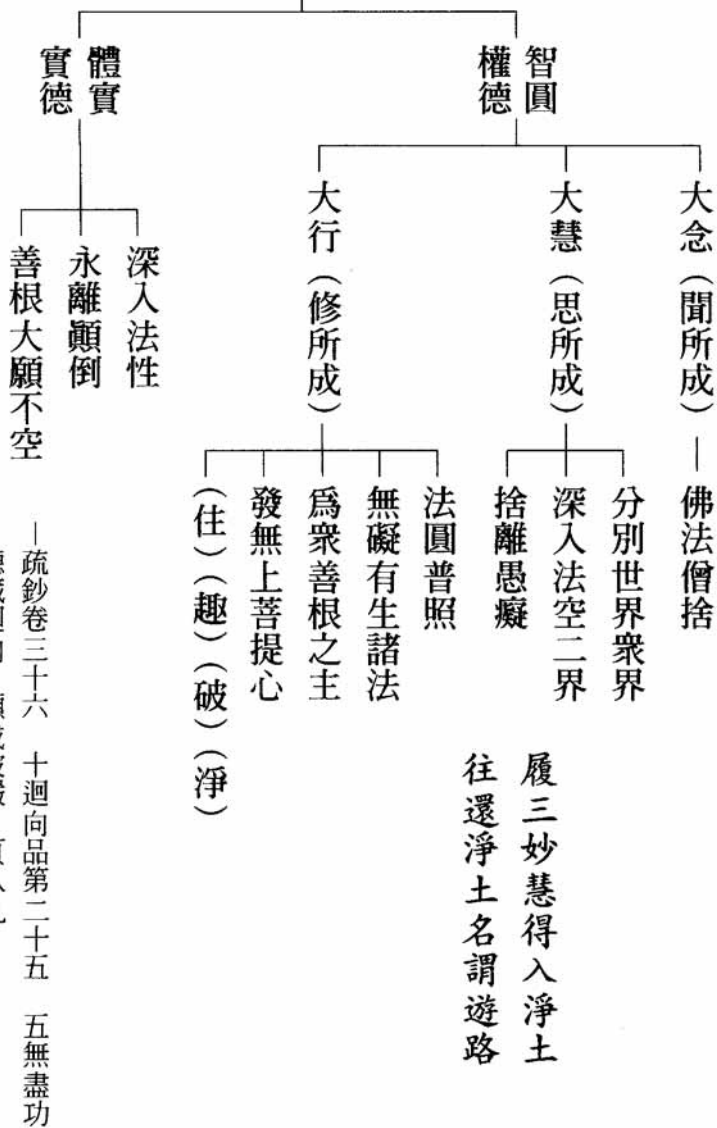 智圓
權德
大念（聞所成）
佛法僧捨
大慧（思所成）
分別世界衆界
深入法空二界
捨離愚癡
大行（修所成）
法圓普照
無礙有生諸法
爲衆善根之主
發無上菩提心
（住）（趣）（破）（淨）
履三妙慧得入淨土
往還淨土名謂遊路
體實
實德
深入法性
永離顚倒
善根大願不空
疏鈔卷三十六　十迴向品第二十五　五無盡功